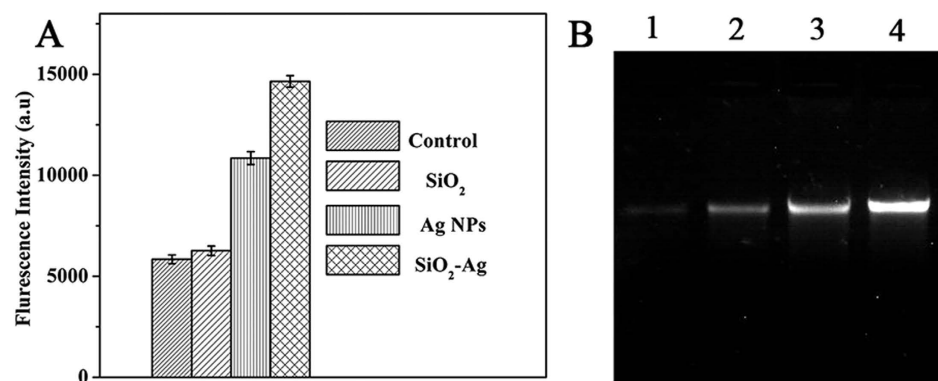 A
Flurescence Intensity (a.u)
15000
10000
5000
0
Control
SiO₂
Ag NPs
SiO₂-Ag
B
1 2 3 4